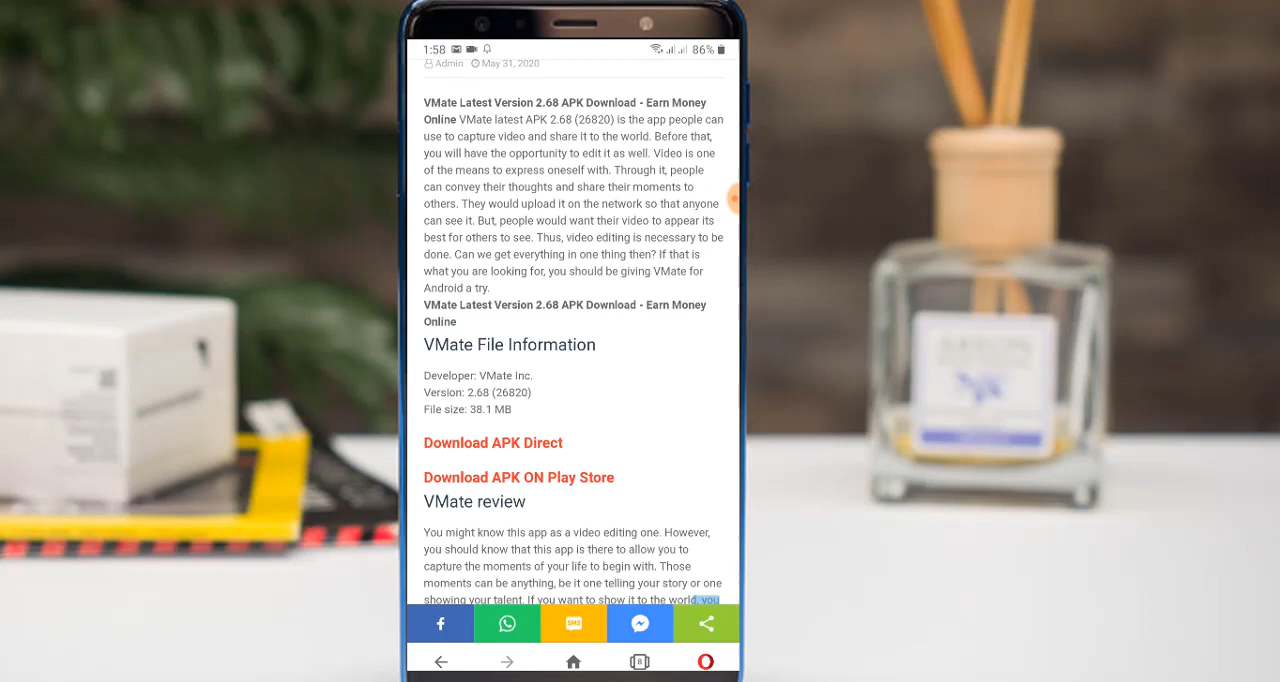 1:58 86%
Admin May 31, 2020
VMate Latest Version 2.68 APK Download - Earn Money
Online VMate latest APK 2.68 (26820) is the app people can
use to capture video and share it to the world. Before that,
you will have the opportunity to edit it as well. Video is one
of the means to express oneself with. Through it, people
can convey their thoughts and share their moments to
others. They would upload it on the network so that anyone
can see it. But, people would want their video to appear its
best for others to see. Thus, video editing is necessary to be
done. Can we get everything in one thing then? If that is
what you are looking for, you should be giving VMate for
Android a try.
VMate Latest Version 2.68 APK Download - Earn Money
Online
VMate File Information
Developer: VMate Inc.
Version: 2.68 (26820)
File size: 38.1 MB
Download APK Direct
Download APK ON Play Store
VMate review
You might know this app as a video editing one. However,
you should know that this app is there to allow you to
capture the moments of your life to begin with. Those
moments can be anything, be it one telling your story or one
showing your talent. If you want to show it to the world, you
SMS
8